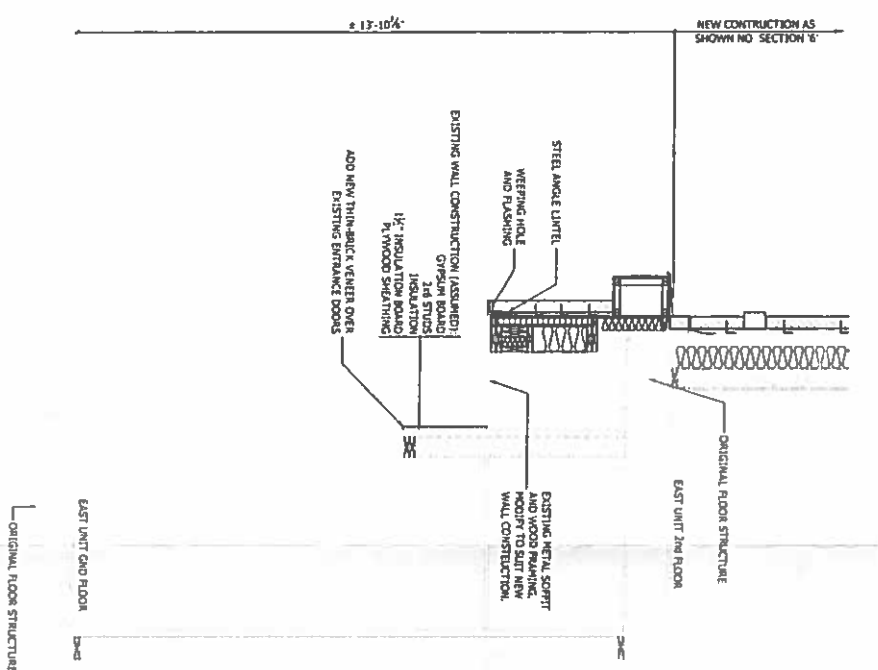 ± 13'-10⅞"
NEW CONTRUCTION AS
SHOWN NO SECTION '6'
STEEL ANGLE LINTEL
WEEPING HOLE
AND FLASHING
EXISTING WALL CONSTRUCTION (ASSUMED):
GYPSUM BOARD
2x6 STUDS
INSULATION
1½" INSULATION BOARD
PLYWOOD SHEATHING
ADD NEW THIN-BRICK VENEER OVER
EXISTING ENTRANCE DOORS
ORIGINAL FLOOR STRUCTURE
EAST UNIT 2nd FLOOR
EXISTING METAL SOFFIT
AND WOOD FRAMING,
MODIFY TO SUIT NEW
WALL CONSTRUCTION.
EAST UNIT GND FLOOR
ORIGINAL FLOOR STRUCTURE